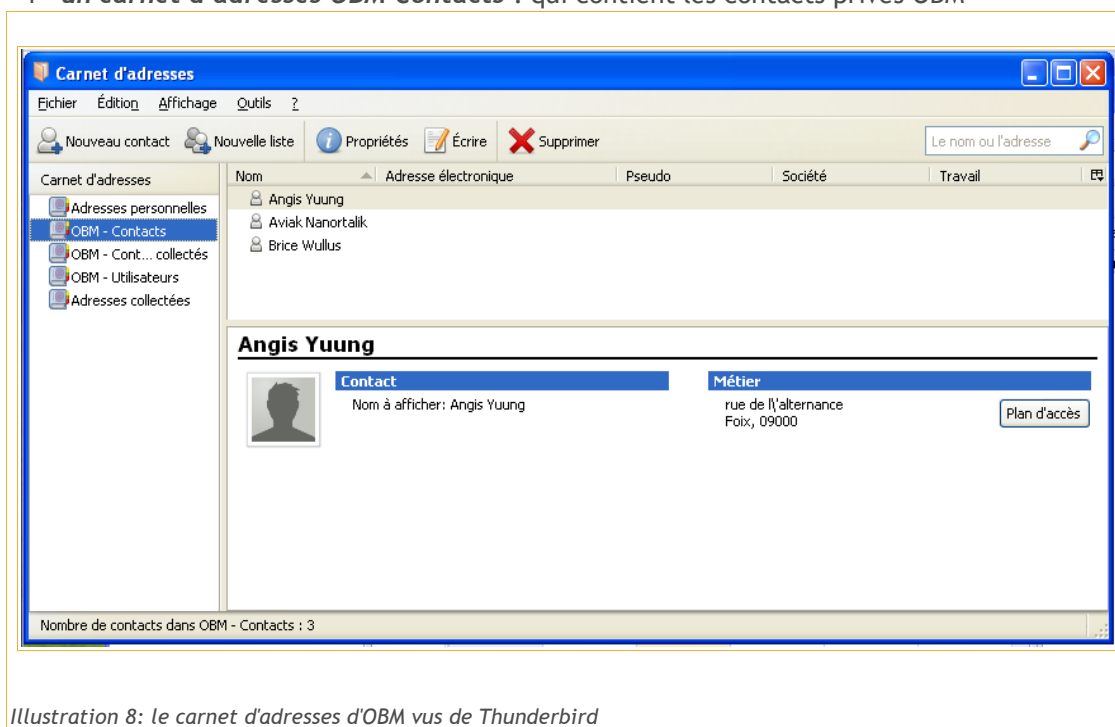 un carnet d'adresses OBM Contacts : qui contient les contacts privés OBM
Carnet d'adresses
Fichier Édition Affichage Outils ?
Nouveau contact Nouvelle liste Propriétés Écrire Supprimer Le nom ou l'adresse
Carnet d'adresses Nom Adresse électronique Pseudo Société Travail
Adresses personnelles
OBM - Contacts
OBM - Cont... collectés
OBM - Utilisateurs
Adresses collectées
Angis Yuung
Aviak Nanortalik
Brice Wullus
Angis Yuung
Contact
Nom à afficher: Angis Yuung
Métier
rue de l\'alternance
Foix, 09000
Plan d'accès
Nombre de contacts dans OBM - Contacts : 3
Illustration 8: le carnet d'adresses d'OBM vus de Thunderbird